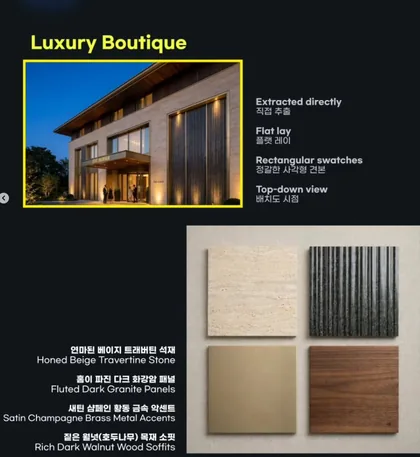 Luxury Boutique
Extracted directly
직접 추출
Flat lay
플랫 레이
Rectangular swatches
정갈한 사각형 견본
Top-down view
배치도 시점
연마된 베이지 트래버틴 석재
Honed Beige Travertine Stone
홈이 파진 다크 화강암 패널
Fluted Dark Granite Panels
새틴 샴페인 황동 금속 악센트
Satin Champagne Brass Metal Accents
짙은 월넛(호두나무) 목재 소핏
Rich Dark Walnut Wood Soffits